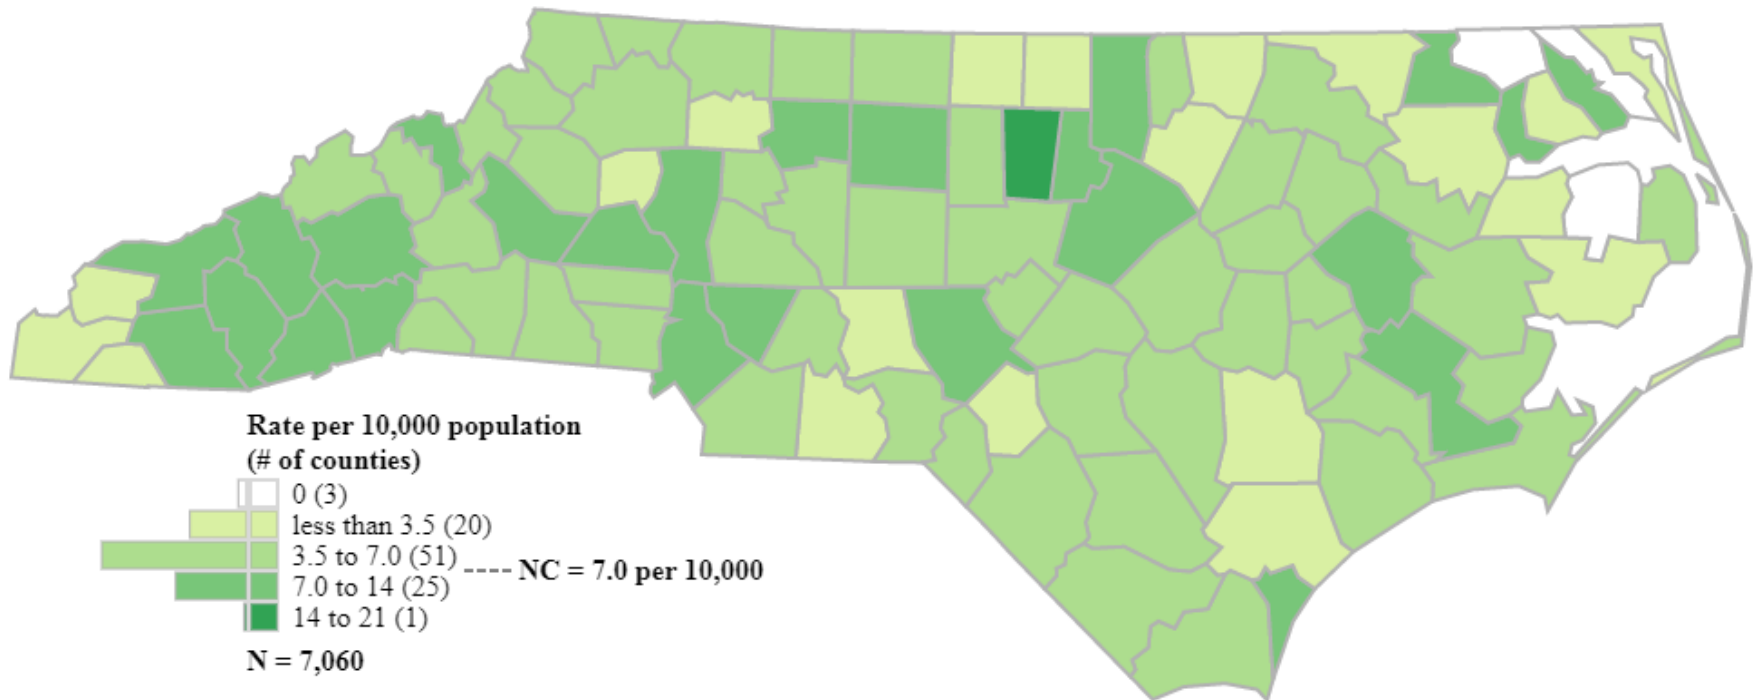 Rate per 10,000 population
(# of counties)
0 (3)
less than 3.5 (20)
3.5 to 7.0 (51)
NC = 7.0 per 10,000
7.0 to 14 (25)
14 to 21 (1)
N = 7,060